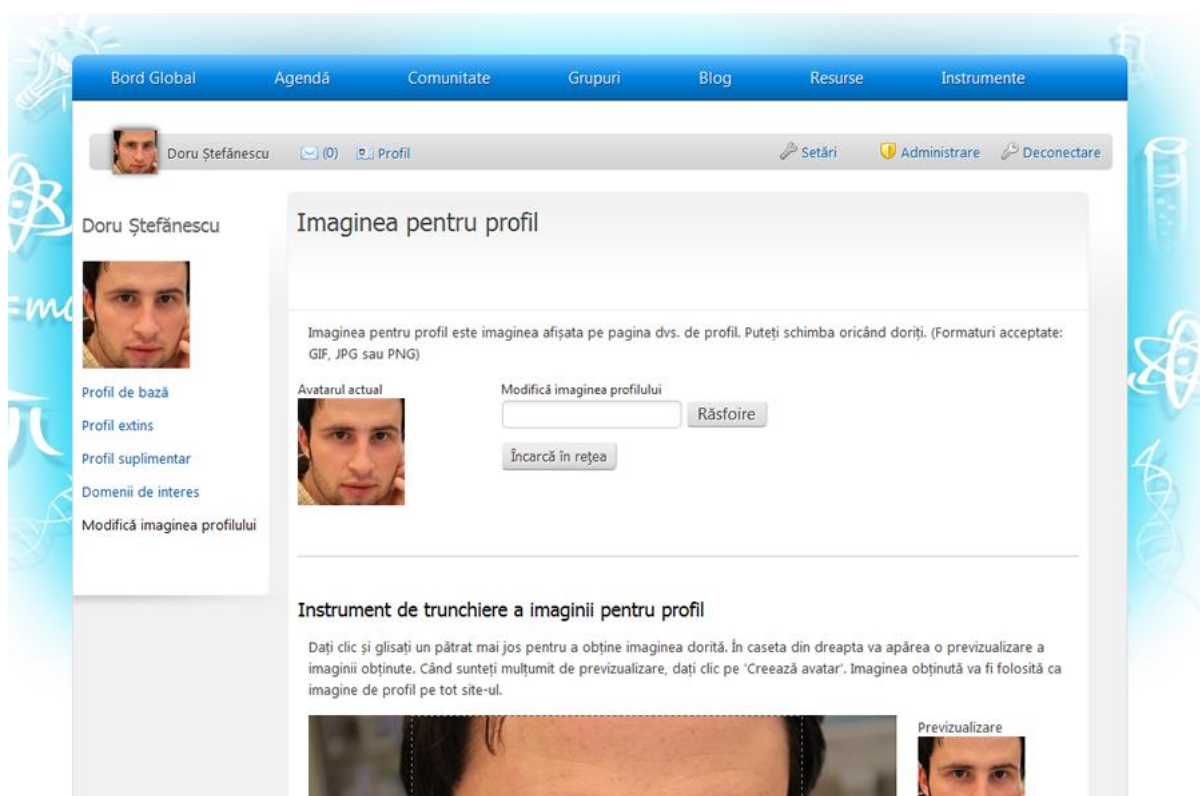 Bord Global Agendă Comunitate Grupuri Blog Resurse Instrumente
Doru Ștefănescu (0) Profil Setări Administrare Deconectare
Doru Ștefănescu
Profil de bază
Profil extins
Profil suplimentar
Domenii de interes
Modifică imaginea profilului
Imaginea pentru profil
Imaginea pentru profil este imaginea afișata pe pagina dvs. de profil. Puteți schimba oricând doriți. (Formaturi acceptate:
GIF, JPG sau PNG)
Avatarul actual Modifică imaginea profilului
Răsfoire
Încarcă în rețea
Instrument de trunchiere a imaginii pentru profil
Dați clic și glisați un pătrat mai jos pentru a obține imaginea dorită. În caseta din dreapta va apărea o previzualizare a
imaginii obținute. Când sunteți mulțumit de previzualizare, dați clic pe 'Creează avatar'. Imaginea obținută va fi folosită ca
imagine de profil pe tot site-ul.
Previzualizare